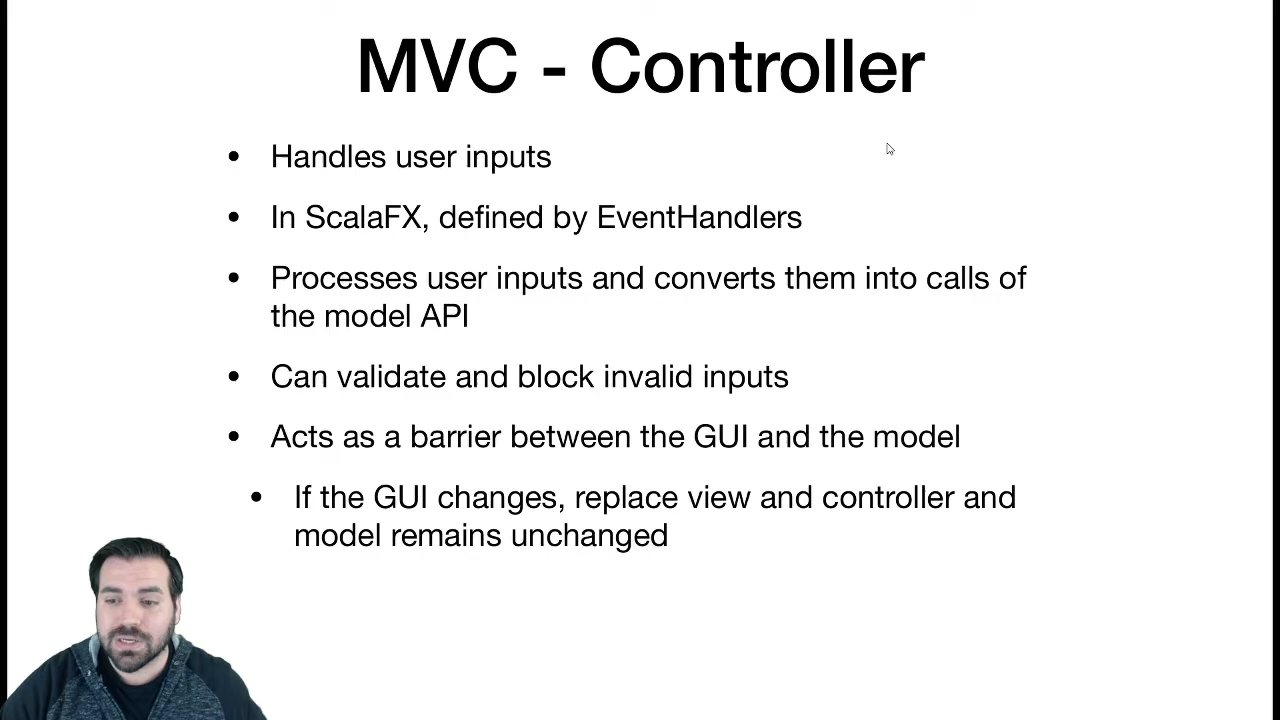 MVC - Controller
• Handles user inputs
• In ScalaFX, defined by EventHandlers
• Processes user inputs and converts them into calls of
the model API
• Can validate and block invalid inputs
• Acts as a barrier between the GUI and the model
• If the GUI changes, replace view and controller and
model remains unchanged